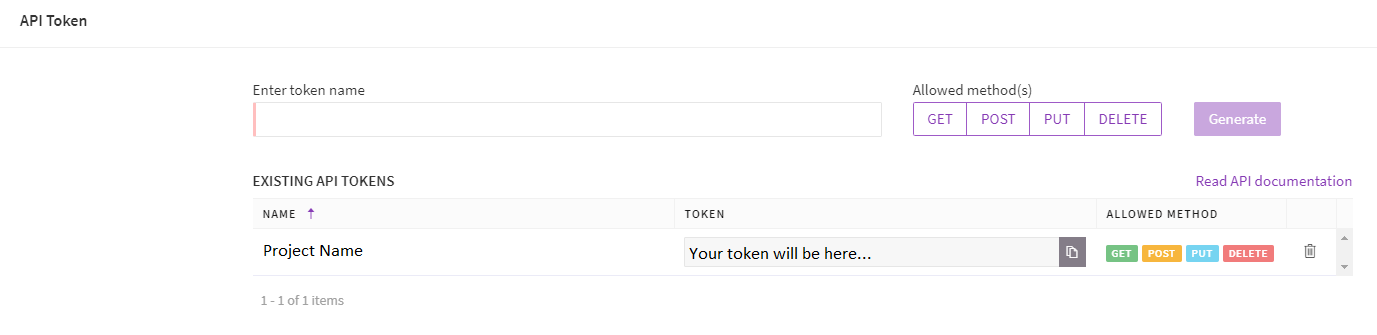 API Token
Enter token name
Allowed method(s)
GET POST PUT DELETE
Generate
EXISTING API TOKENS
Read API documentation
NAME TOKEN ALLOWED METHOD
Project Name Your token will be here... GET POST PUT DELETE
1 - 1 of 1 items